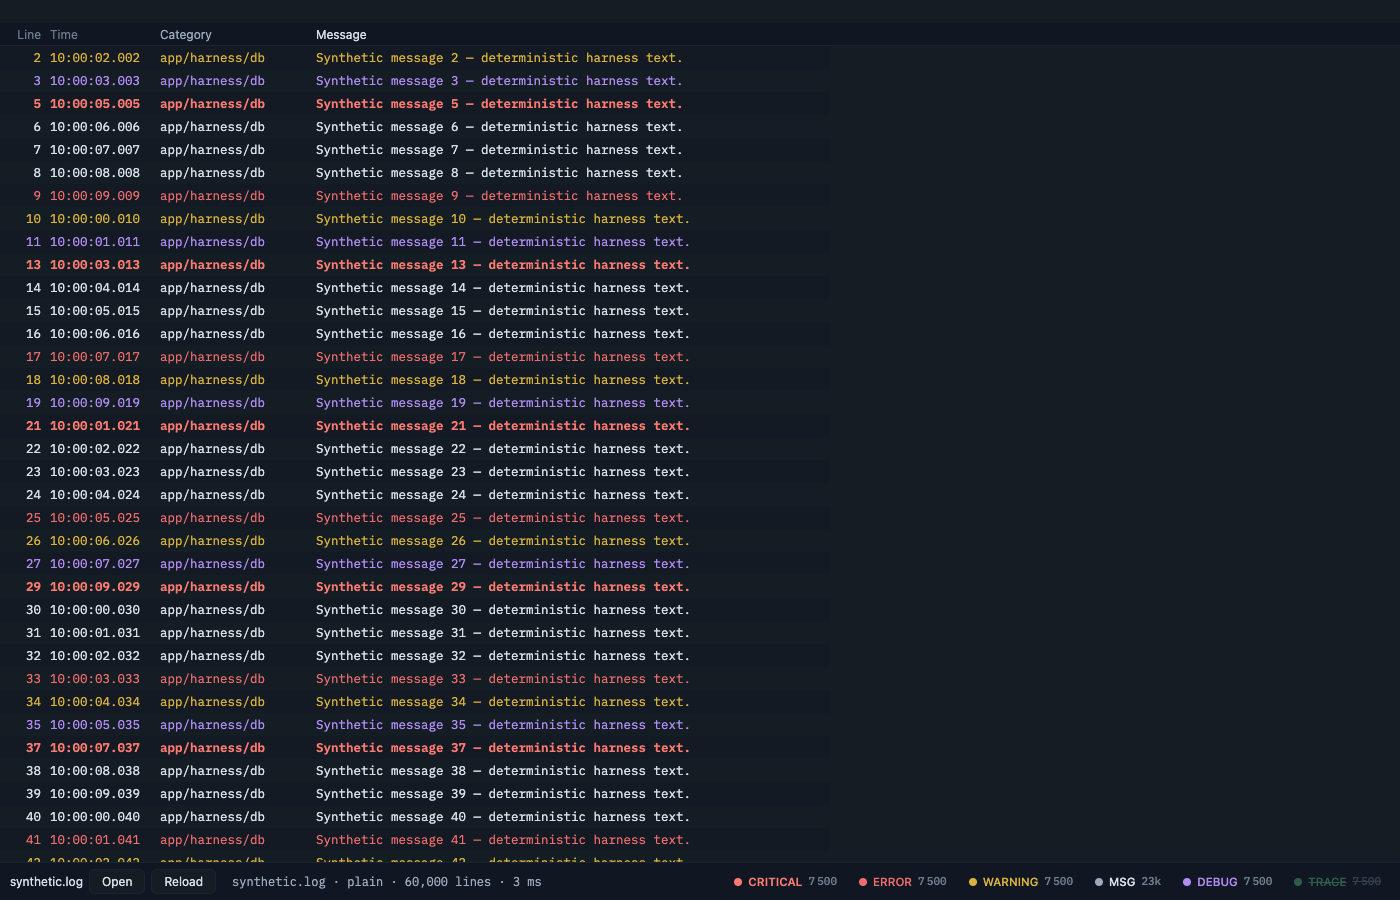 Line Time Category Message
2 10:00:02.002 app/harness/db Synthetic message 2 — deterministic harness text.
3 10:00:03.003 app/harness/db Synthetic message 3 — deterministic harness text.
5 10:00:05.005 app/harness/db Synthetic message 5 — deterministic harness text.
6 10:00:06.006 app/harness/db Synthetic message 6 — deterministic harness text.
7 10:00:07.007 app/harness/db Synthetic message 7 — deterministic harness text.
8 10:00:08.008 app/harness/db Synthetic message 8 — deterministic harness text.
9 10:00:09.009 app/harness/db Synthetic message 9 — deterministic harness text.
10 10:00:00.010 app/harness/db Synthetic message 10 — deterministic harness text.
11 10:00:01.011 app/harness/db Synthetic message 11 — deterministic harness text.
13 10:00:03.013 app/harness/db Synthetic message 13 — deterministic harness text.
14 10:00:04.014 app/harness/db Synthetic message 14 — deterministic harness text.
15 10:00:05.015 app/harness/db Synthetic message 15 — deterministic harness text.
16 10:00:06.016 app/harness/db Synthetic message 16 — deterministic harness text.
17 10:00:07.017 app/harness/db Synthetic message 17 — deterministic harness text.
18 10:00:08.018 app/harness/db Synthetic message 18 — deterministic harness text.
19 10:00:09.019 app/harness/db Synthetic message 19 — deterministic harness text.
21 10:00:01.021 app/harness/db Synthetic message 21 — deterministic harness text.
22 10:00:02.022 app/harness/db Synthetic message 22 — deterministic harness text.
23 10:00:03.023 app/harness/db Synthetic message 23 — deterministic harness text.
24 10:00:04.024 app/harness/db Synthetic message 24 — deterministic harness text.
25 10:00:05.025 app/harness/db Synthetic message 25 — deterministic harness text.
26 10:00:06.026 app/harness/db Synthetic message 26 — deterministic harness text.
27 10:00:07.027 app/harness/db Synthetic message 27 — deterministic harness text.
29 10:00:09.029 app/harness/db Synthetic message 29 — deterministic harness text.
30 10:00:00.030 app/harness/db Synthetic message 30 — deterministic harness text.
31 10:00:01.031 app/harness/db Synthetic message 31 — deterministic harness text.
32 10:00:02.032 app/harness/db Synthetic message 32 — deterministic harness text.
33 10:00:03.033 app/harness/db Synthetic message 33 — deterministic harness text.
34 10:00:04.034 app/harness/db Synthetic message 34 — deterministic harness text.
35 10:00:05.035 app/harness/db Synthetic message 35 — deterministic harness text.
37 10:00:07.037 app/harness/db Synthetic message 37 — deterministic harness text.
38 10:00:08.038 app/harness/db Synthetic message 38 — deterministic harness text.
39 10:00:09.039 app/harness/db Synthetic message 39 — deterministic harness text.
40 10:00:00.040 app/harness/db Synthetic message 40 — deterministic harness text.
41 10:00:01.041 app/harness/db Synthetic message 41 — deterministic harness text.
42 10:00:02.042 app/harness/db Synthetic message 42 — deterministic harness text.
synthetic.log Open Reload synthetic.log · plain · 60,000 lines · 3 ms CRITICAL 7 500 ERROR 7 500 WARNING 7 500 MSG 23k DEBUG 7 500 TRACE 7 500